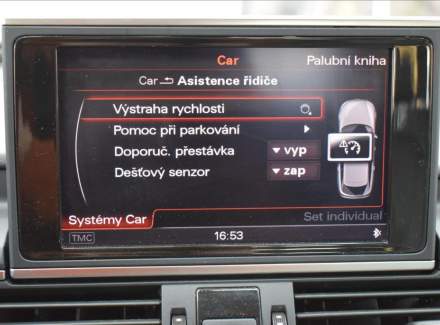 Car Palubní kniha
Car Asistence řidiče
Výstraha rychlosti
Pomoc při parkování
Doporuč. přestávka vyp
Dešťový senzor zap
Systémy Car Set individual
TMC 16:53